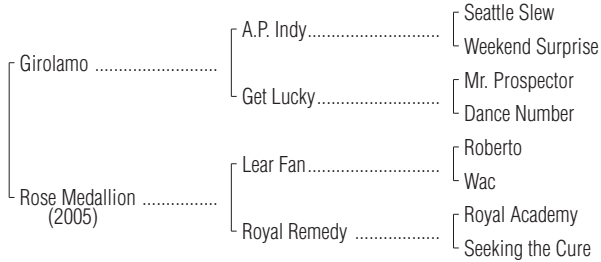 Seattle Slew
A.P. Indy..............................
Weekend Surprise
Girolamo ............................
Mr. Prospector
Get Lucky............................
Dance Number
Roberto
Lear Fan..............................
Wac
Rose Medallion .................
(2005)
Royal Academy
Royal Remedy ...................
Seeking the Cure